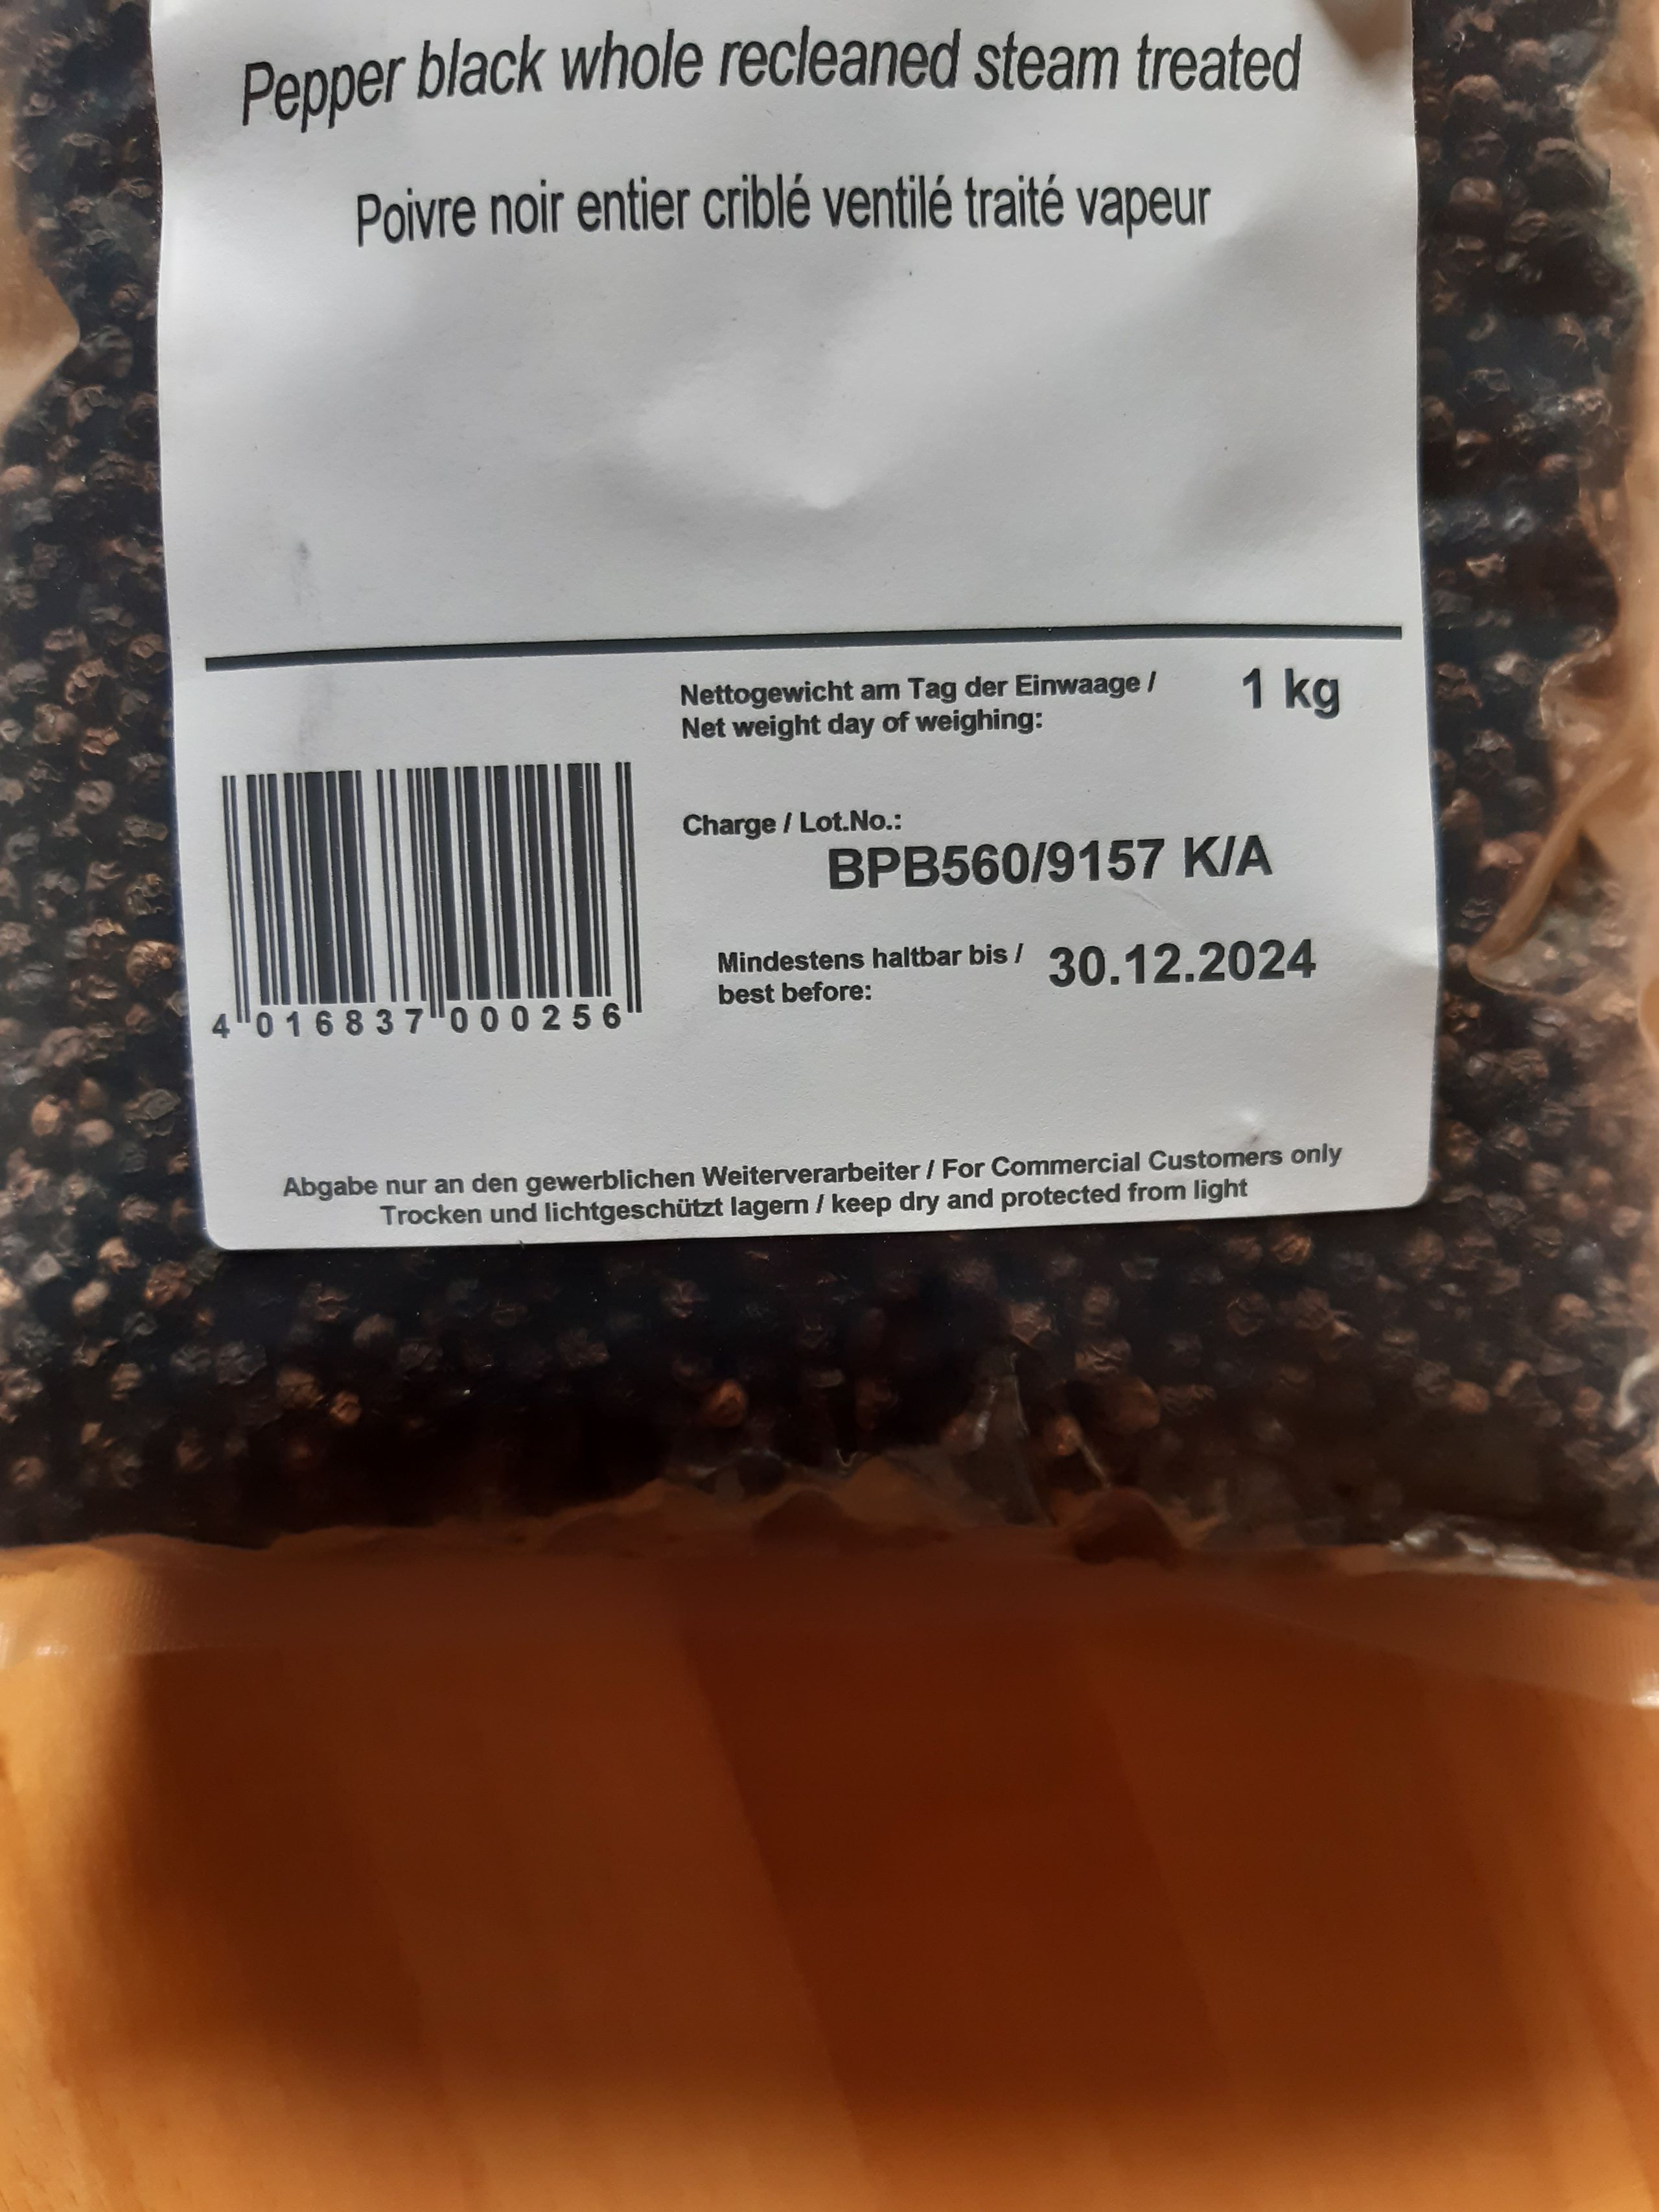 Pepper black whole recleaned steam treated
Poivre noir entier criblé ventilé traité vapeur
Nettogewicht am Tag der Einwaage / 1 kg
Net weight day of weighing:
Charge / Lot.No.:
BPB560/9157 K/A
Mindestens haltbar bis / 30.12.2024
best before:
4 016837 000256
Abgabe nur an den gewerblichen Weiterverarbeiter / For Commercial Customers only
Trocken und lichtgeschützt lagern / keep dry and protected from light